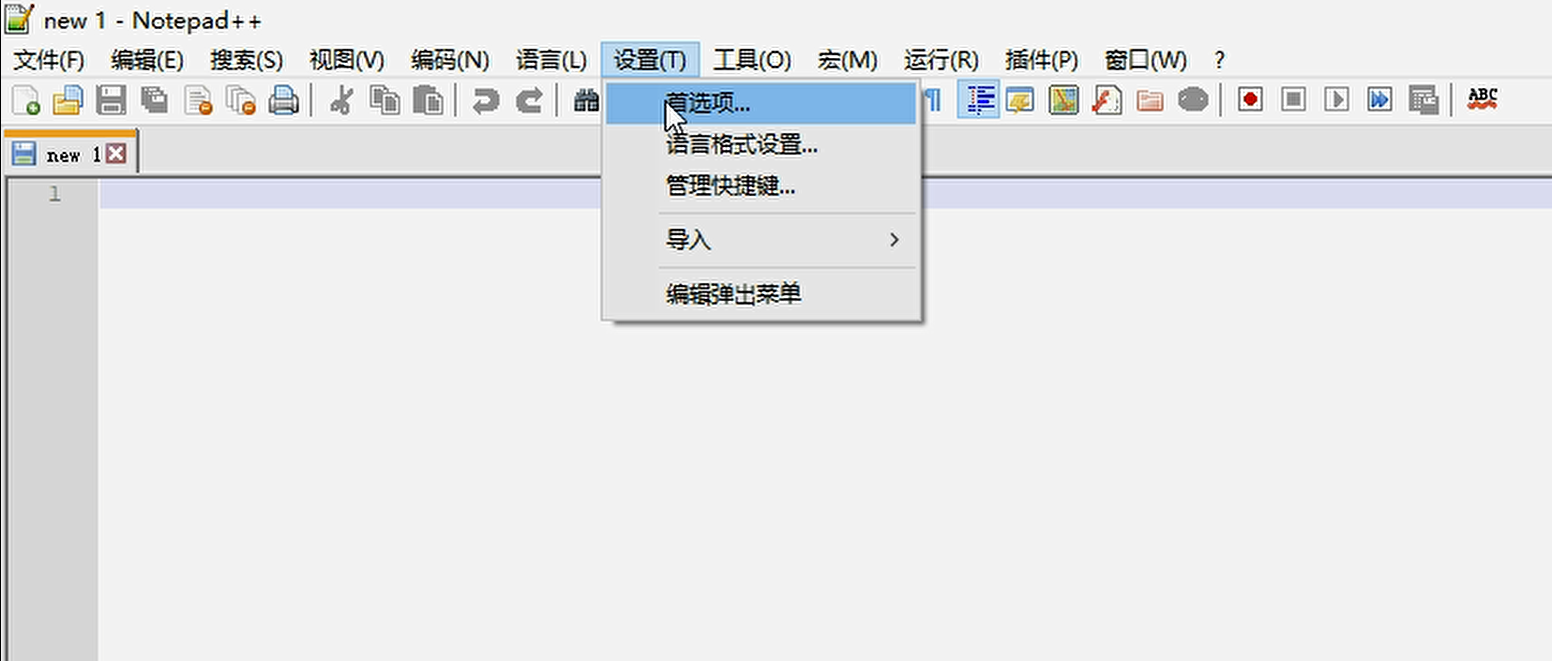 new 1 - Notepad++
文件(F) 编辑(E) 搜索(S) 视图(V) 编码(N) 语言(L) 设置(T) 工具(O) 宏(M) 运行(R) 插件(P) 窗口(W) ?
ABC
首选项...
语言格式设置...
管理快捷键...
导入
编辑弹出菜单
new 1
1